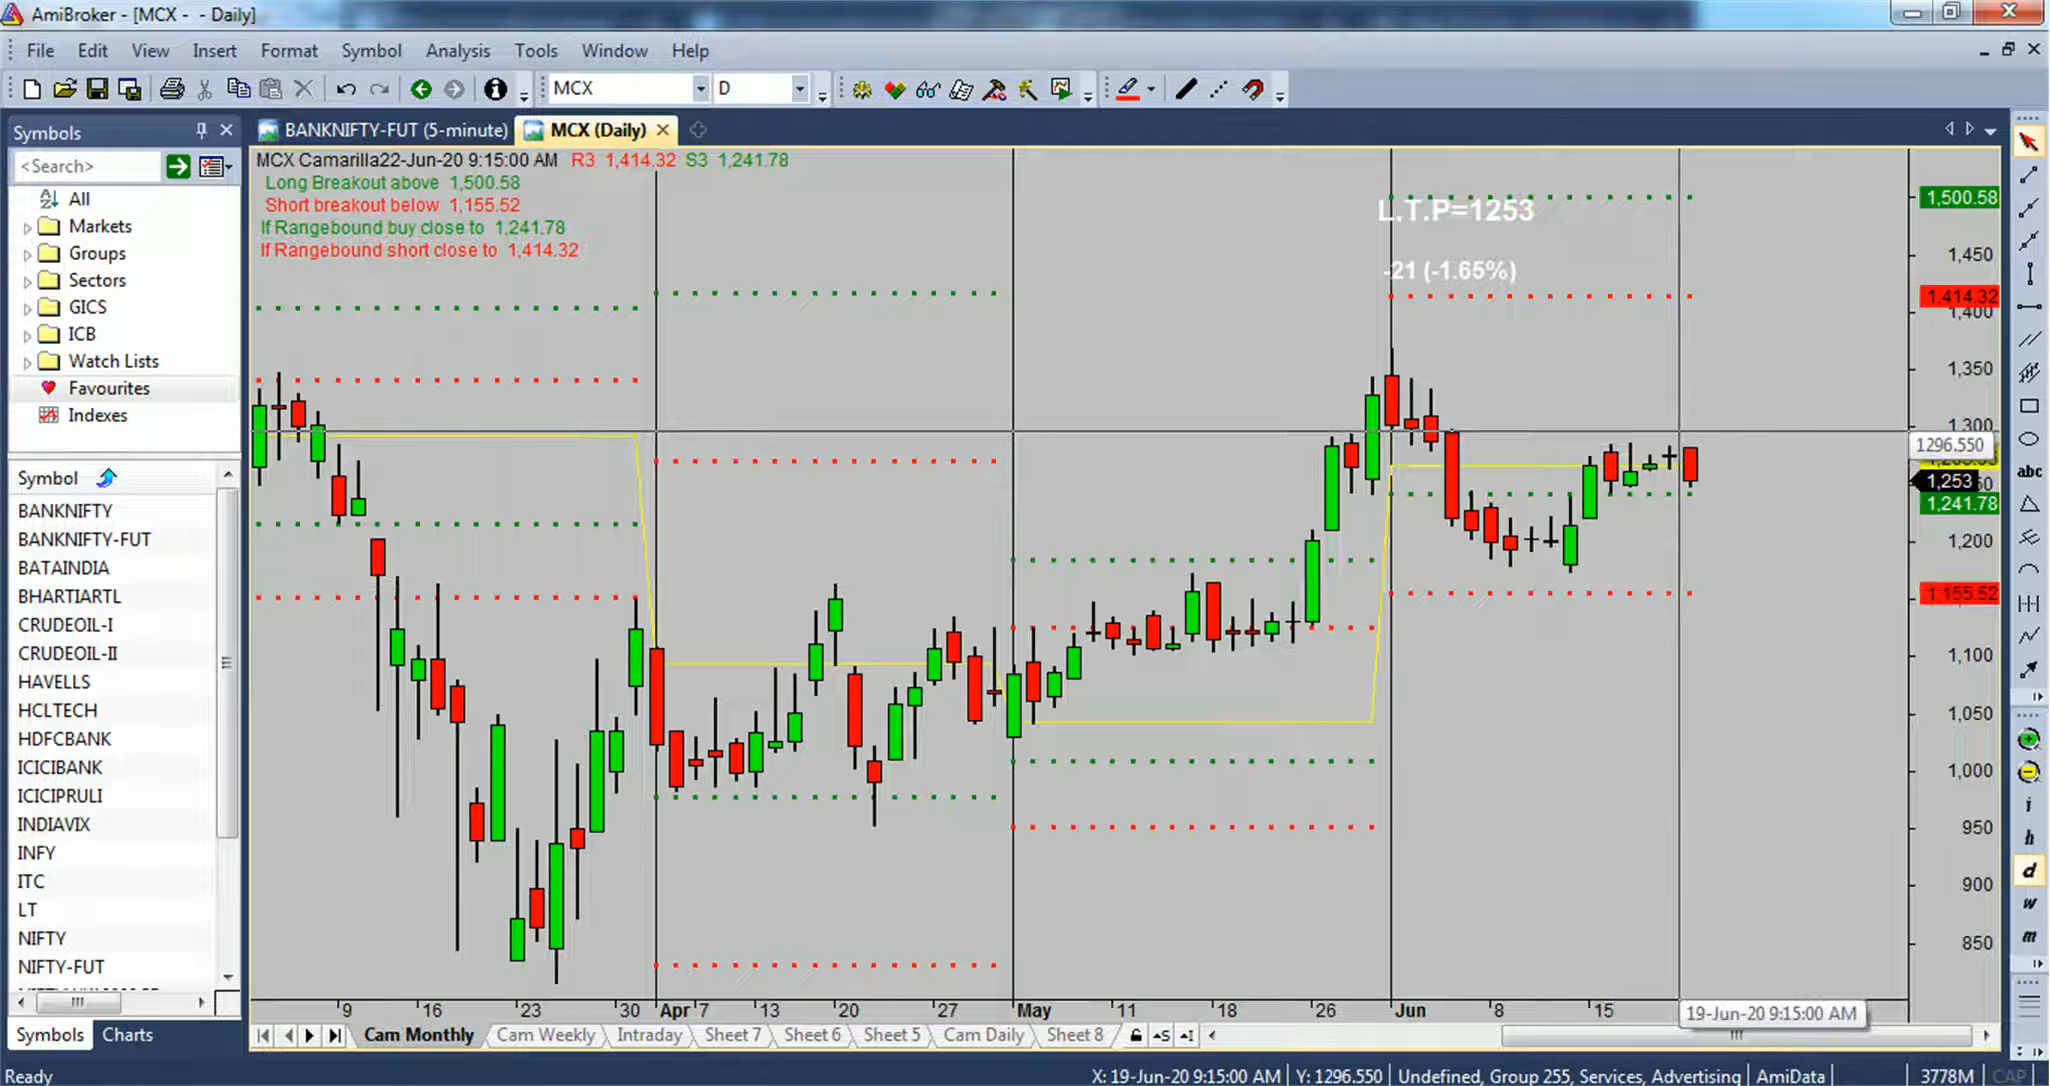 AmiBroker - [MCX - - Daily]
File Edit View Insert Format Symbol Analysis Tools Window Help
MCX D
Symbols
BANKNIFTY-FUT (5-minute) MCX (Daily)
<Search>
All
Markets
Groups
Sectors
GICS
ICB
Watch Lists
Favourites
Indexes
Symbol
BANKNIFTY
BANKNIFTY-FUT
BATAINDIA
BHARTIARTL
CRUDEOIL-I
CRUDEOIL-II
HAVELLS
HCLTECH
HDFCBANK
ICICIBANK
ICICIPRULI
INDIAVIX
INFY
ITC
LT
NIFTY
NIFTY-FUT
Symbols Charts
MCX Camarilla22-Jun-20 9:15:00 AM R3 1,414.32 S3 1,241.78
Long Breakout above 1,500.58
Short breakout below 1,155.52
If Rangebound buy close to 1,241.78
If Rangebound short close to 1,414.32
L.T.P=1253
-21 (-1.65%)
1,500.58
1,450
1,414.32
1,400
1,350
1,300
1296.550
1,253
1,241.78
1,200
1,155.52
1,100
1,050
1,000
950
900
850
9 16 23 30 Apr 7 13 20 27 May 11 18 26 Jun 8 15
19-Jun-20 9:15:00 AM
Cam Monthly Cam Weekly Intraday Sheet 7 Sheet 6 Sheet 5 Cam Daily Sheet 8
abc
i
h
d
w
m
Ready X: 19-Jun-20 9:15:00 AM Y: 1296.550 Undefined, Group 255, Services, Advertising AmiData 3778M CAP